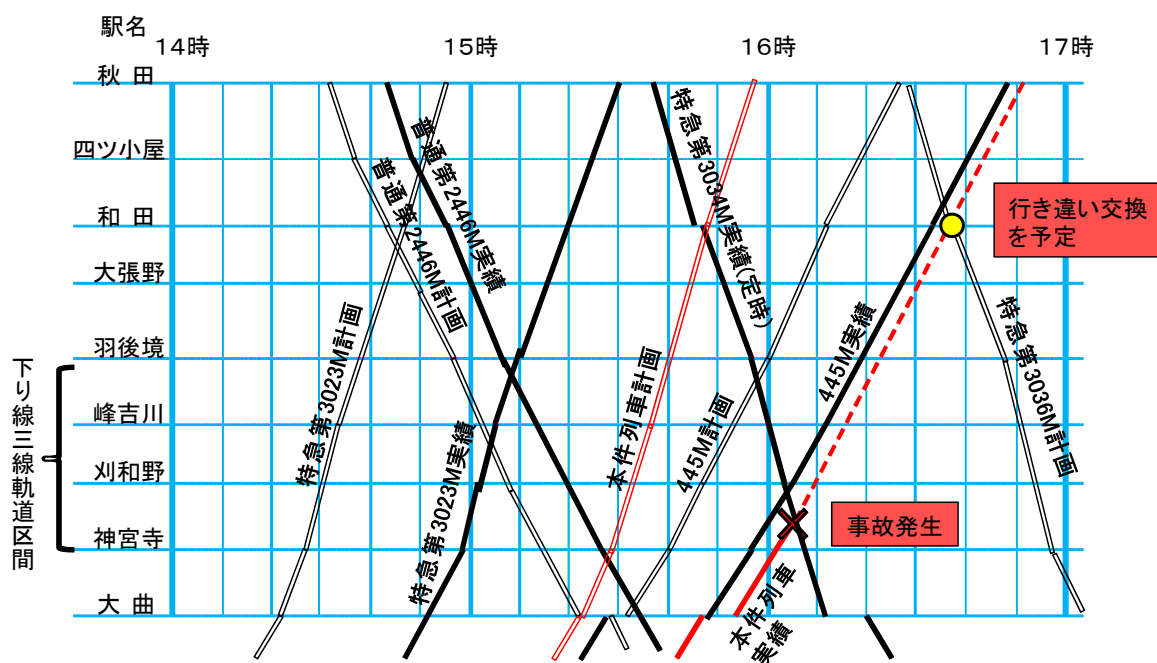 駅名
14時
15時
16時
17時
秋 田
四ツ小屋
和 田
大張野
羽後境
峰吉川
刈和野
神宮寺
大 曲
下り線三線軌道区間
特急第3023M計画
普通第2446M計画
普通第2446M実績
特急第3023M実績
本件列車計画
445M計画
特急第3034M実績(定時)
445M実績
特急第3036M計画
行き違い交換
を予定
事故発生
本件列車
実績